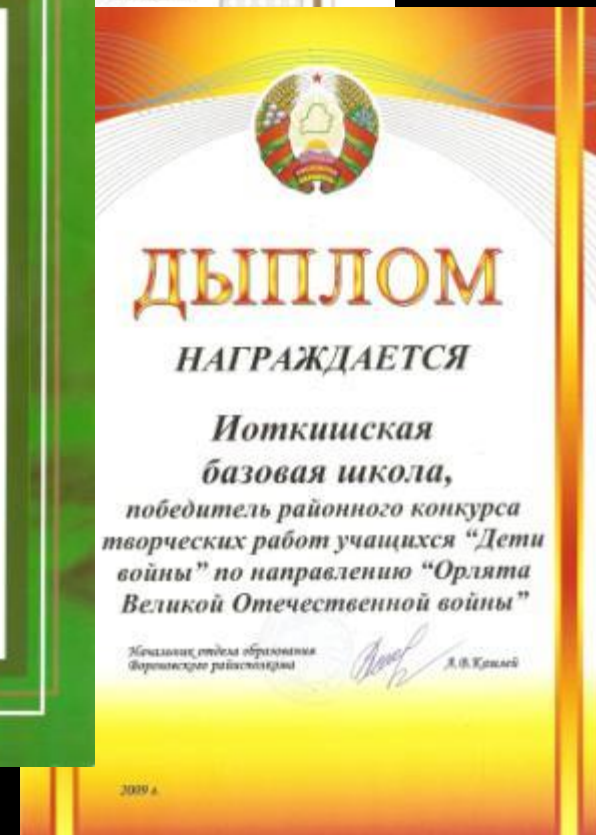 ДЫПЛОМ
НАГРАЖДАЕТСЯ
Иоткишская
базовая школа,
победитель районного конкурса
творческих работ учащихся “Дети
войны” по направлению “Орлята
Великой Отечественной войны”
Начальник отдела образования
Вороновского райисполкома
2009 г.